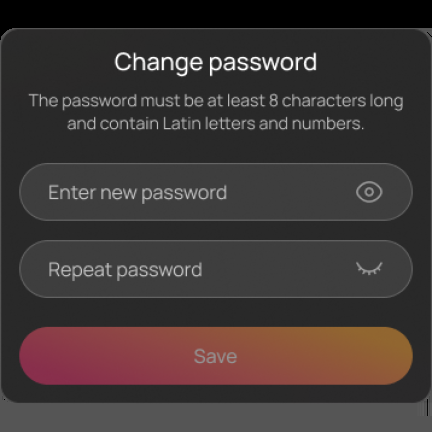 Change password
The password must be at least 8 characters long
and contain Latin letters and numbers.
Enter new password
Repeat password
Save